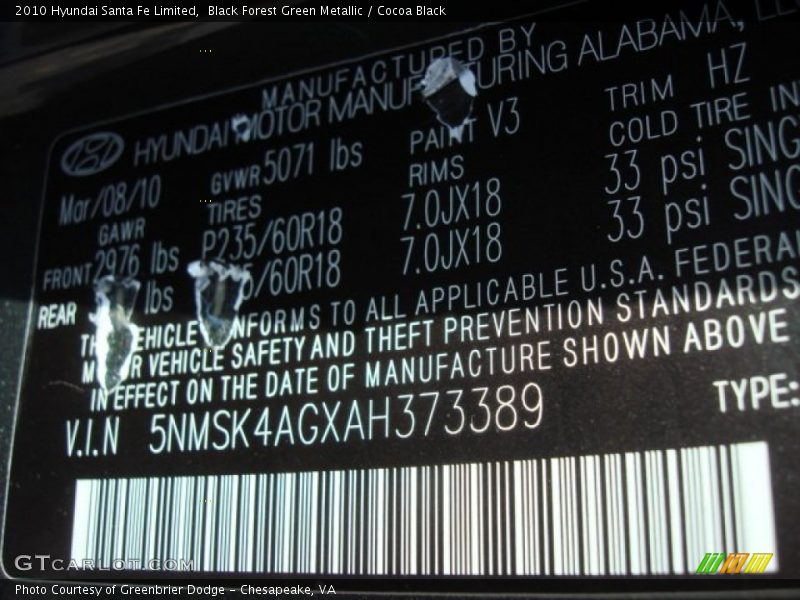 2010 Hyundai Santa Fe Limited,  Black Forest Green Metallic / Cocoa Black
MANUFACTURED BY
HYUNDAI MOTOR MANUFACTURING ALABAMA, LL
Mar/08/10 GVWR 5071 lbs PAINT V3 TRIM HZ
GAWR TIRES RIMS COLD TIRE IN
FRONT 2976 lbs P235/60R18 7.0JX18 33 psi SING
REAR lbs /60R18 7.0JX18 33 psi SING
THIS VEHICLE CONFORMS TO ALL APPLICABLE U.S.A. FEDERAL
MOTOR VEHICLE SAFETY AND THEFT PREVENTION STANDARDS
IN EFFECT ON THE DATE OF MANUFACTURE SHOWN ABOVE
V.I.N 5NMSK4AGXAH373389 TYPE:
GTCARLOT.COM
Photo Courtesy of Greenbrier Dodge - Chesapeake, VA